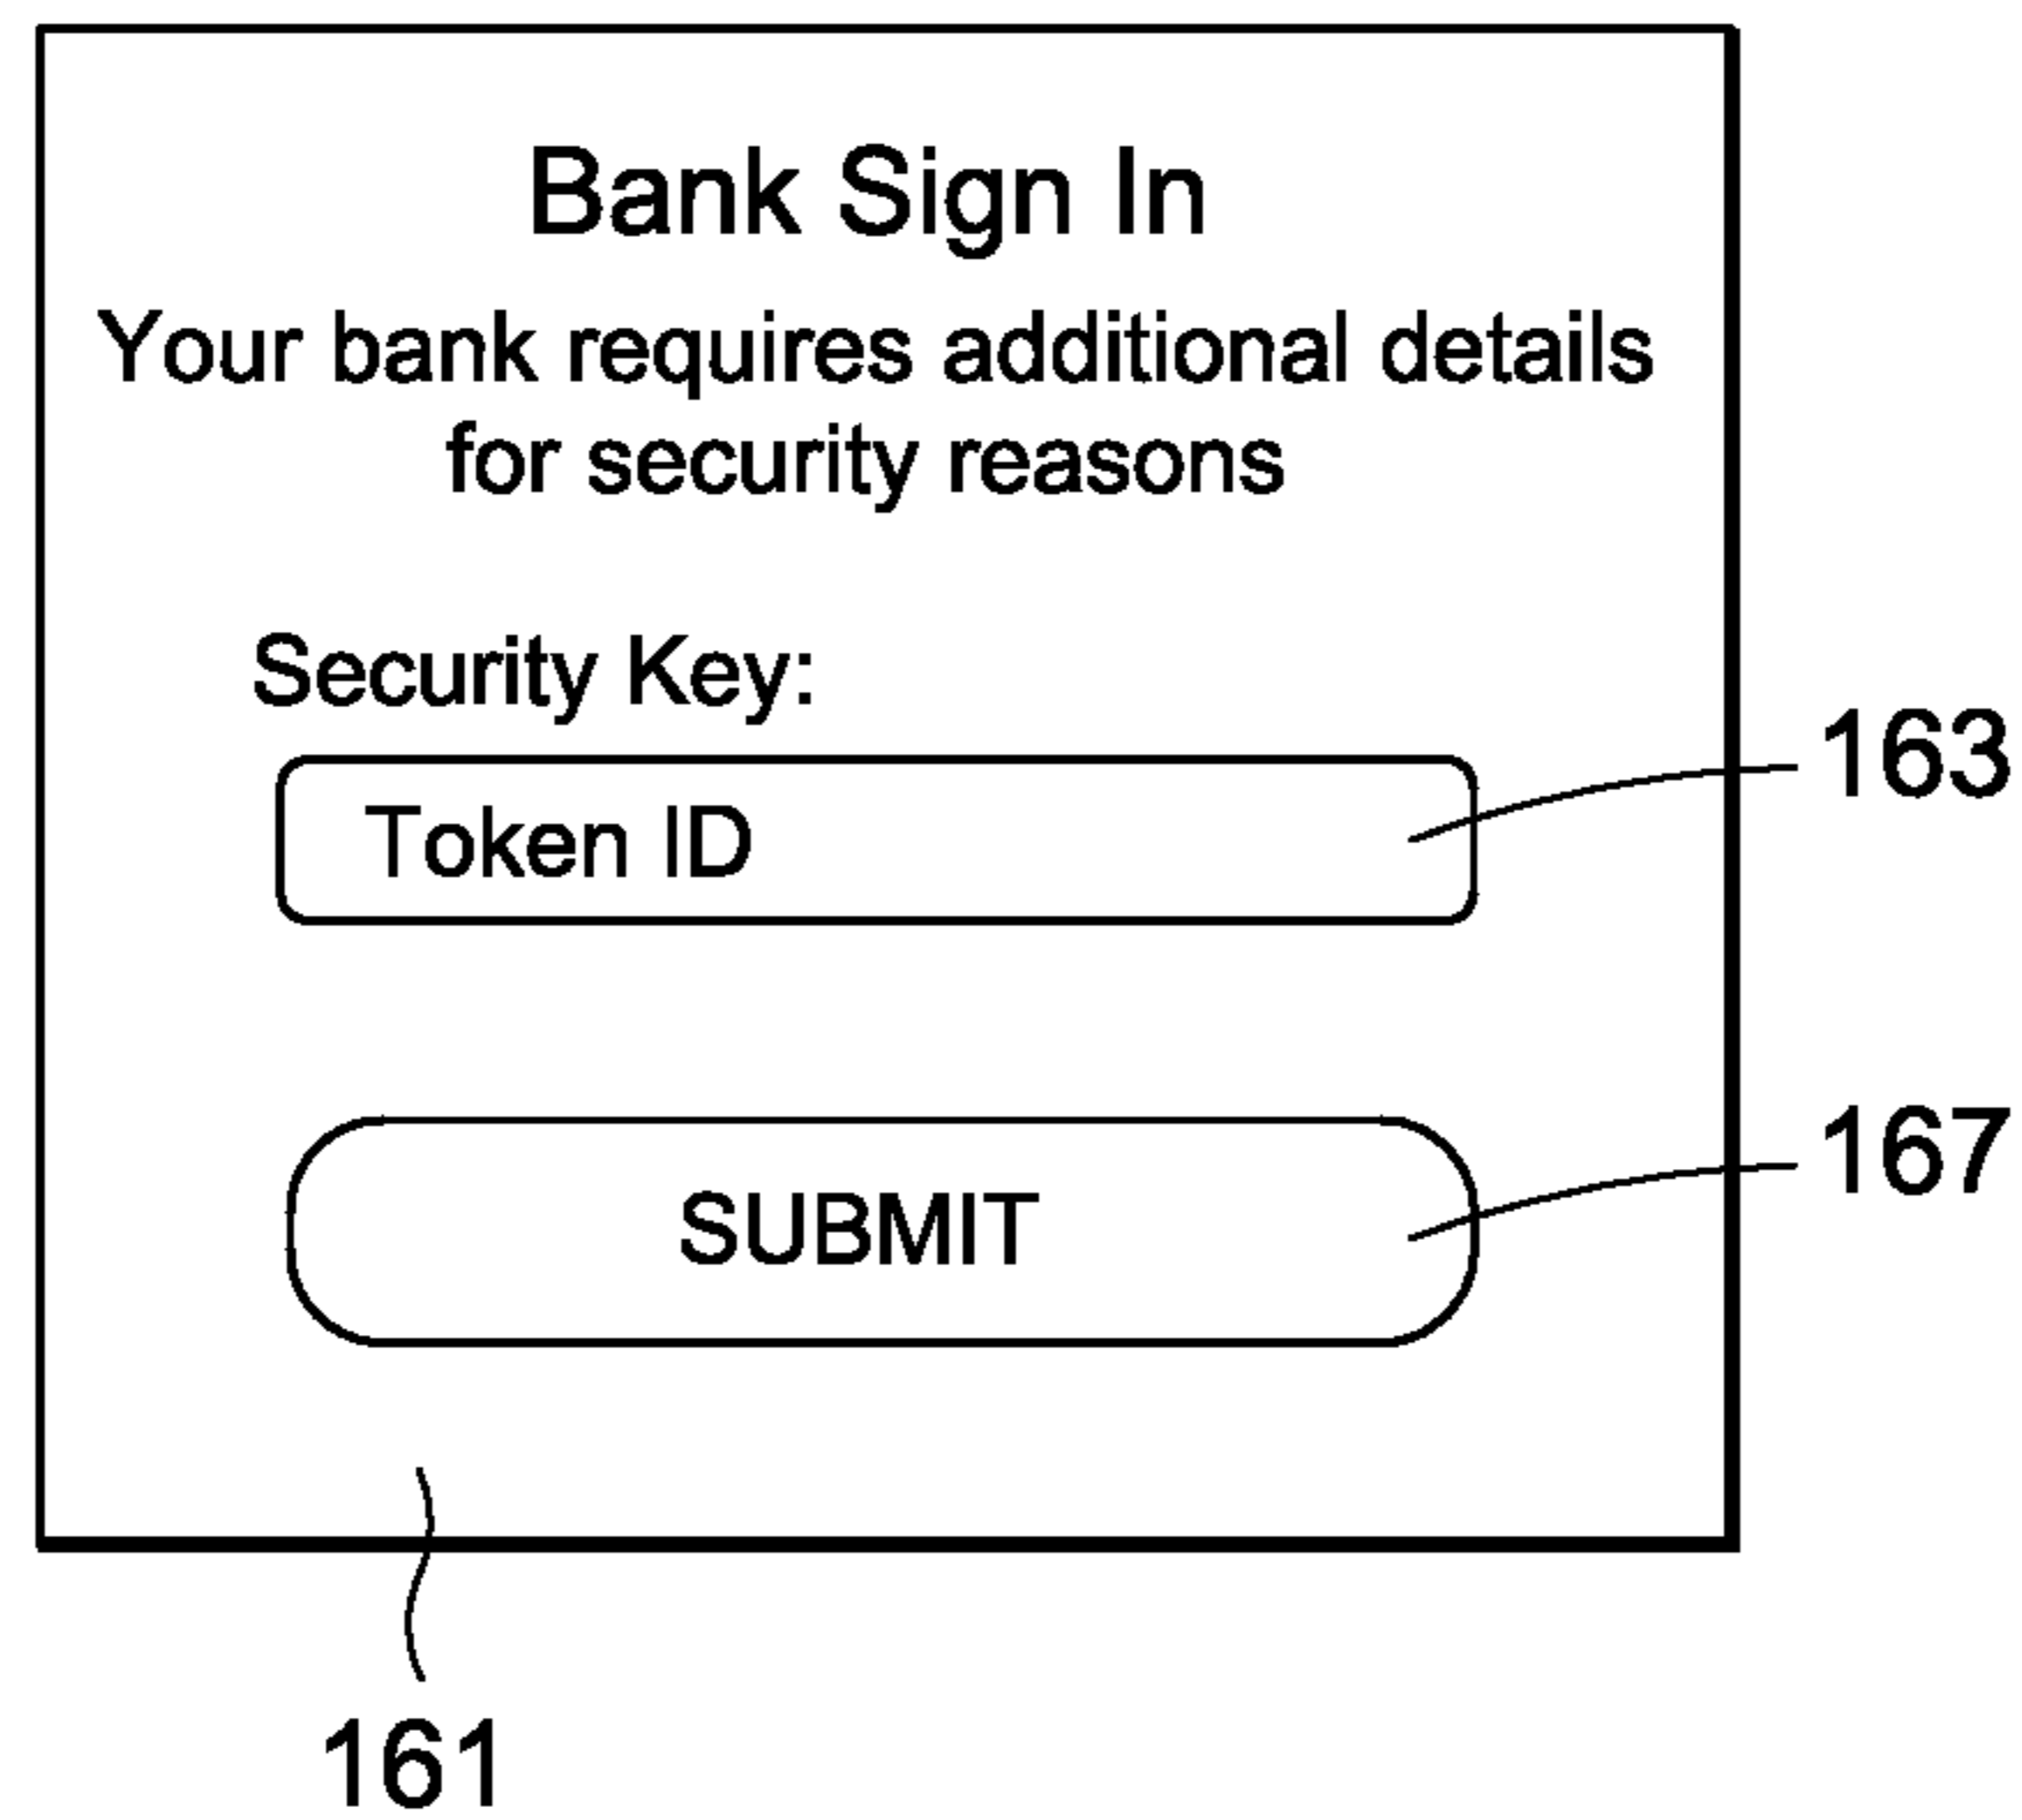 Bank Sign In
Your bank requires additional details
for security reasons
Security Key:
163
Token ID
167
SUBMIT
161